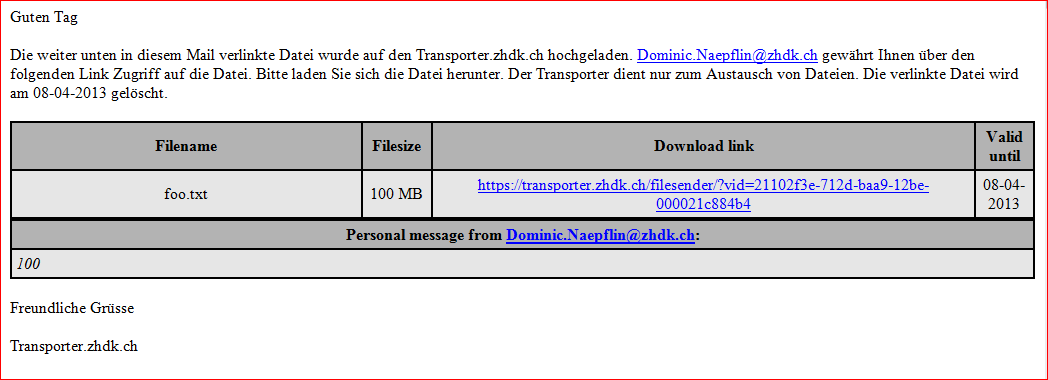 Guten Tag
Die weiter unten in diesem Mail verlinkte Datei wurde auf den Transporter.zhdk.ch hochgeladen. Dominic.Naepflin@zhdk.ch gewährt Ihnen über den
folgenden Link Zugriff auf die Datei. Bitte laden Sie sich die Datei herunter. Der Transporter dient nur zum Austausch von Dateien. Die verlinkte Datei wird
am 08-04-2013 gelöscht.
Filename Filesize Download link Valid
until
foo.txt 100 MB https://transporter.zhdk.ch/filesender/?vid=21102f3e-712d-baa9-12be-
000021c884b4 08-04-
2013
Personal message from Dominic.Naepflin@zhdk.ch:
100
Freundliche Grüsse
Transporter.zhdk.ch